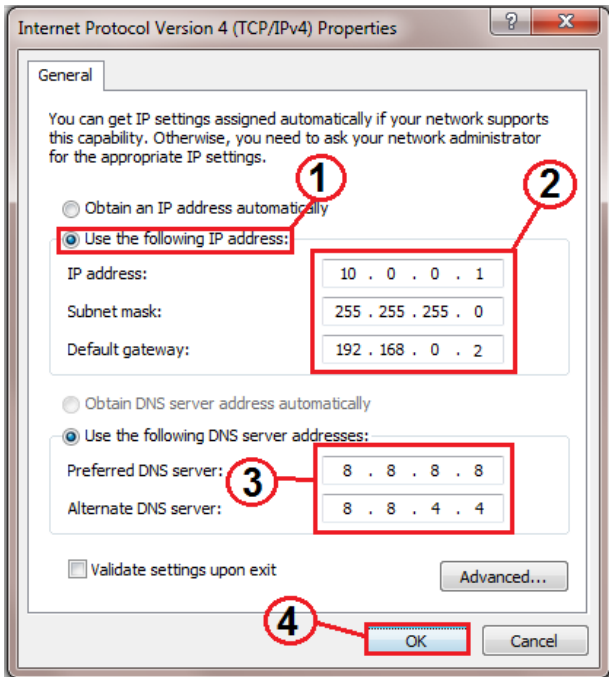 Internet Protocol Version 4 (TCP/IPv4) Properties
? X
General
You can get IP settings assigned automatically if your network supports
this capability. Otherwise, you need to ask your network administrator
for the appropriate IP settings.
1
2
Obtain an IP address automatically
Use the following IP address:
IP address: 10 . 0 . 0 . 1
Subnet mask: 255 . 255 . 255 . 0
Default gateway: 192 . 168 . 0 . 2
Obtain DNS server address automatically
Use the following DNS server addresses:
Preferred DNS server: 8 . 8 . 8 . 8
3
Alternate DNS server: 8 . 8 . 4 . 4
Validate settings upon exit
Advanced...
4
OK Cancel